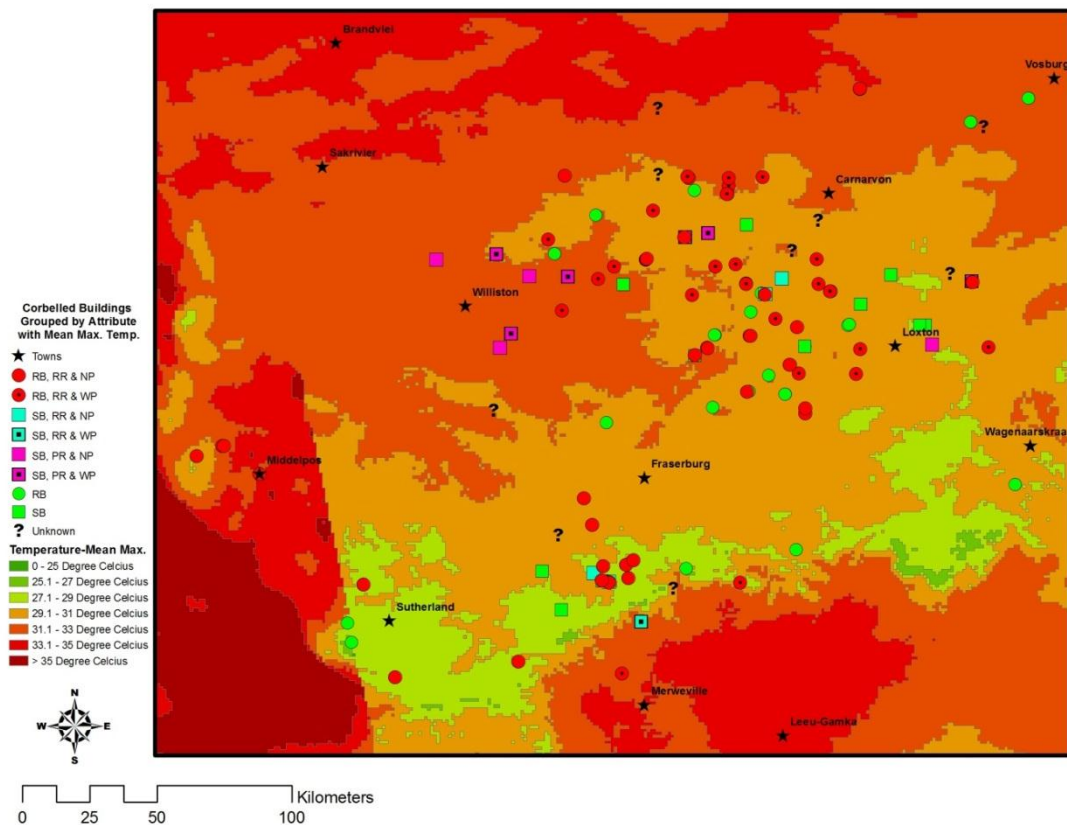 Brandvlei
Vosburg
?
?
Sakrivier
?
Carnarvon
?
?
?
Williston
Loxton
?
Wagenaarskraa
Middelpos
Fraserburg
?
?
Sutherland
Merweville
Leeu-Gamka
Corbelled Buildings
Grouped by Attribute
with Mean Max. Temp.
Towns
RB, RR & NP
RB, RR & WP
SB, RR & NP
SB, RR & WP
SB, PR & NP
SB, PR & WP
RB
SB
? Unknown
Temperature-Mean Max.
0 - 25 Degree Celcius
25.1 - 27 Degree Celcius
27.1 - 29 Degree Celcius
29.1 - 31 Degree Celcius
31.1 - 33 Degree Celcius
33.1 - 35 Degree Celcius
> 35 Degree Celcius
N
W E
S
Kilometers
0 25 50 100